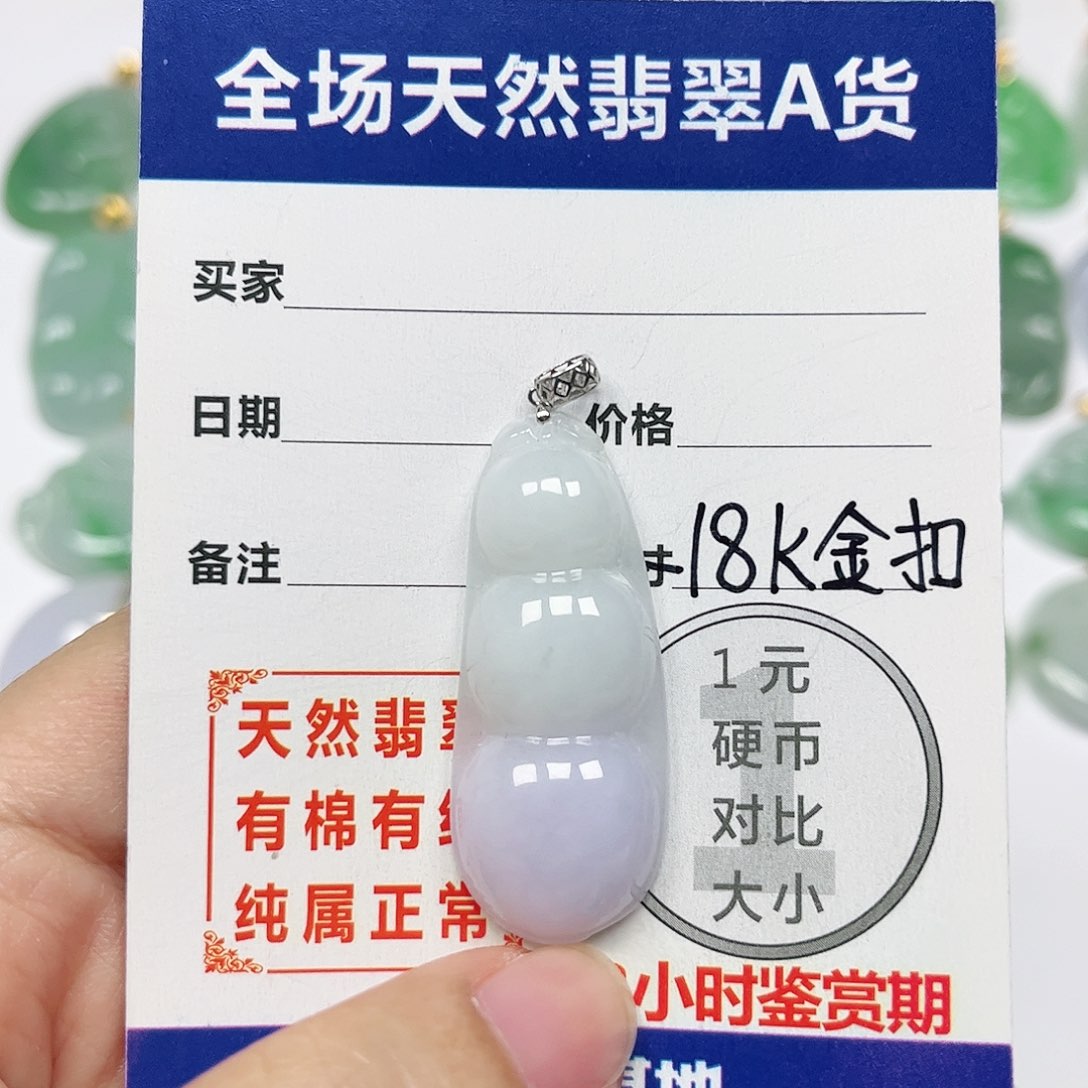 全场天然翡翠A货
买家
日期
价格
备注
18K金扣
天然翡
有棉有
纯属正常
1元
硬币
对比
大小
小时鉴赏期
基地